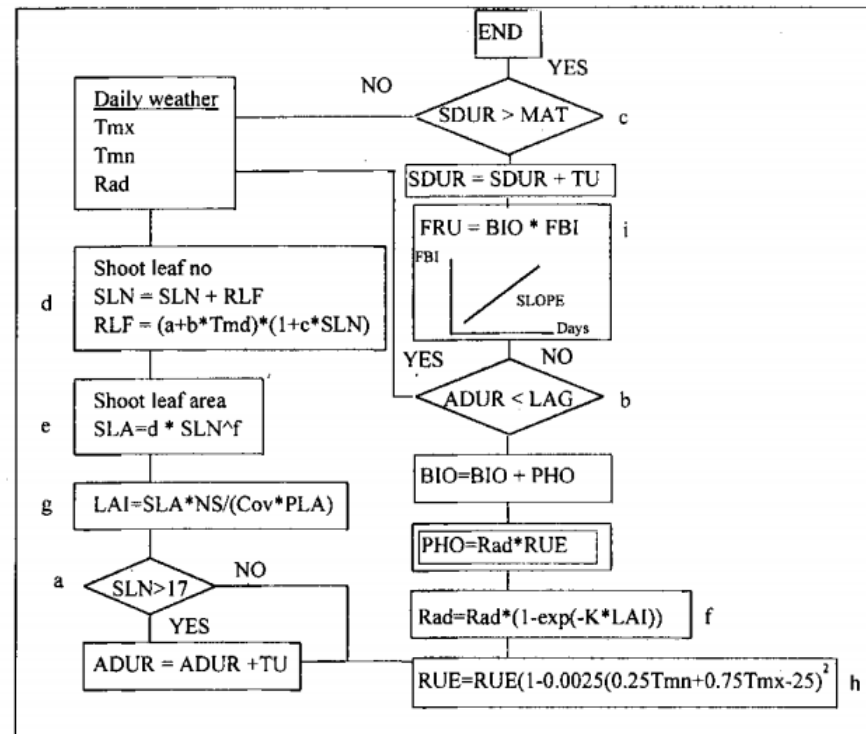 END
YES
NO
Daily weather
Tmx
Tmn
Rad
SDUR > MAT
c
SDUR = SDUR + TU
FRU = BIO * FBI
i
FBI
SLOPE
Days
d
Shoot leaf no
SLN = SLN + RLF
RLF = (a+b*Tmd)*(1+c*SLN)
YES
NO
ADUR < LAG
b
e
Shoot leaf area
SLA=d * SLN^f
BIO=BIO + PHO
g
LAI=SLA*NS/(Cov*PLA)
PHO=Rad*RUE
a
SLN>17
NO
YES
Rad=Rad*(1-exp(-K*LAI))
f
ADUR = ADUR +TU
RUE=RUE(1-0.0025(0.25Tmn+0.75Tmx-25)²
h